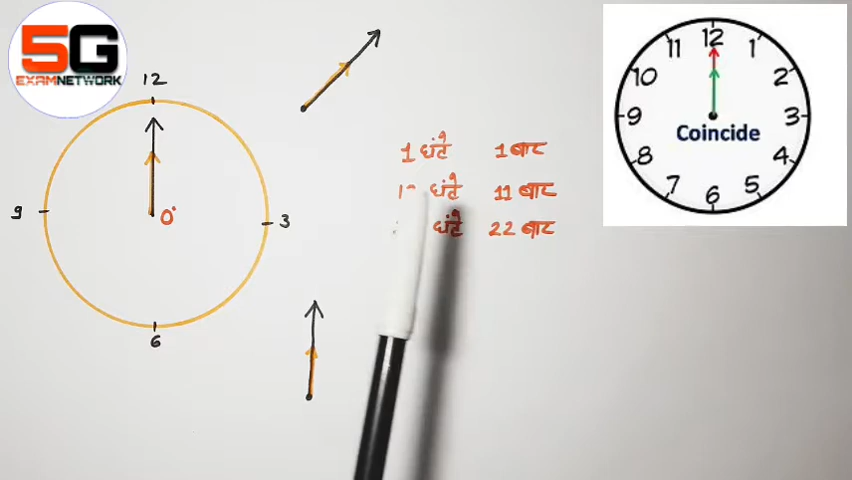 5G
EXAMNETWORK
12
9
3
6
0°
1 घंटे 1 बार
घंटे 11 बार
घंटे 22 बार
12
11 1
10 2
9 3
Coincide
8 4
7 5
6